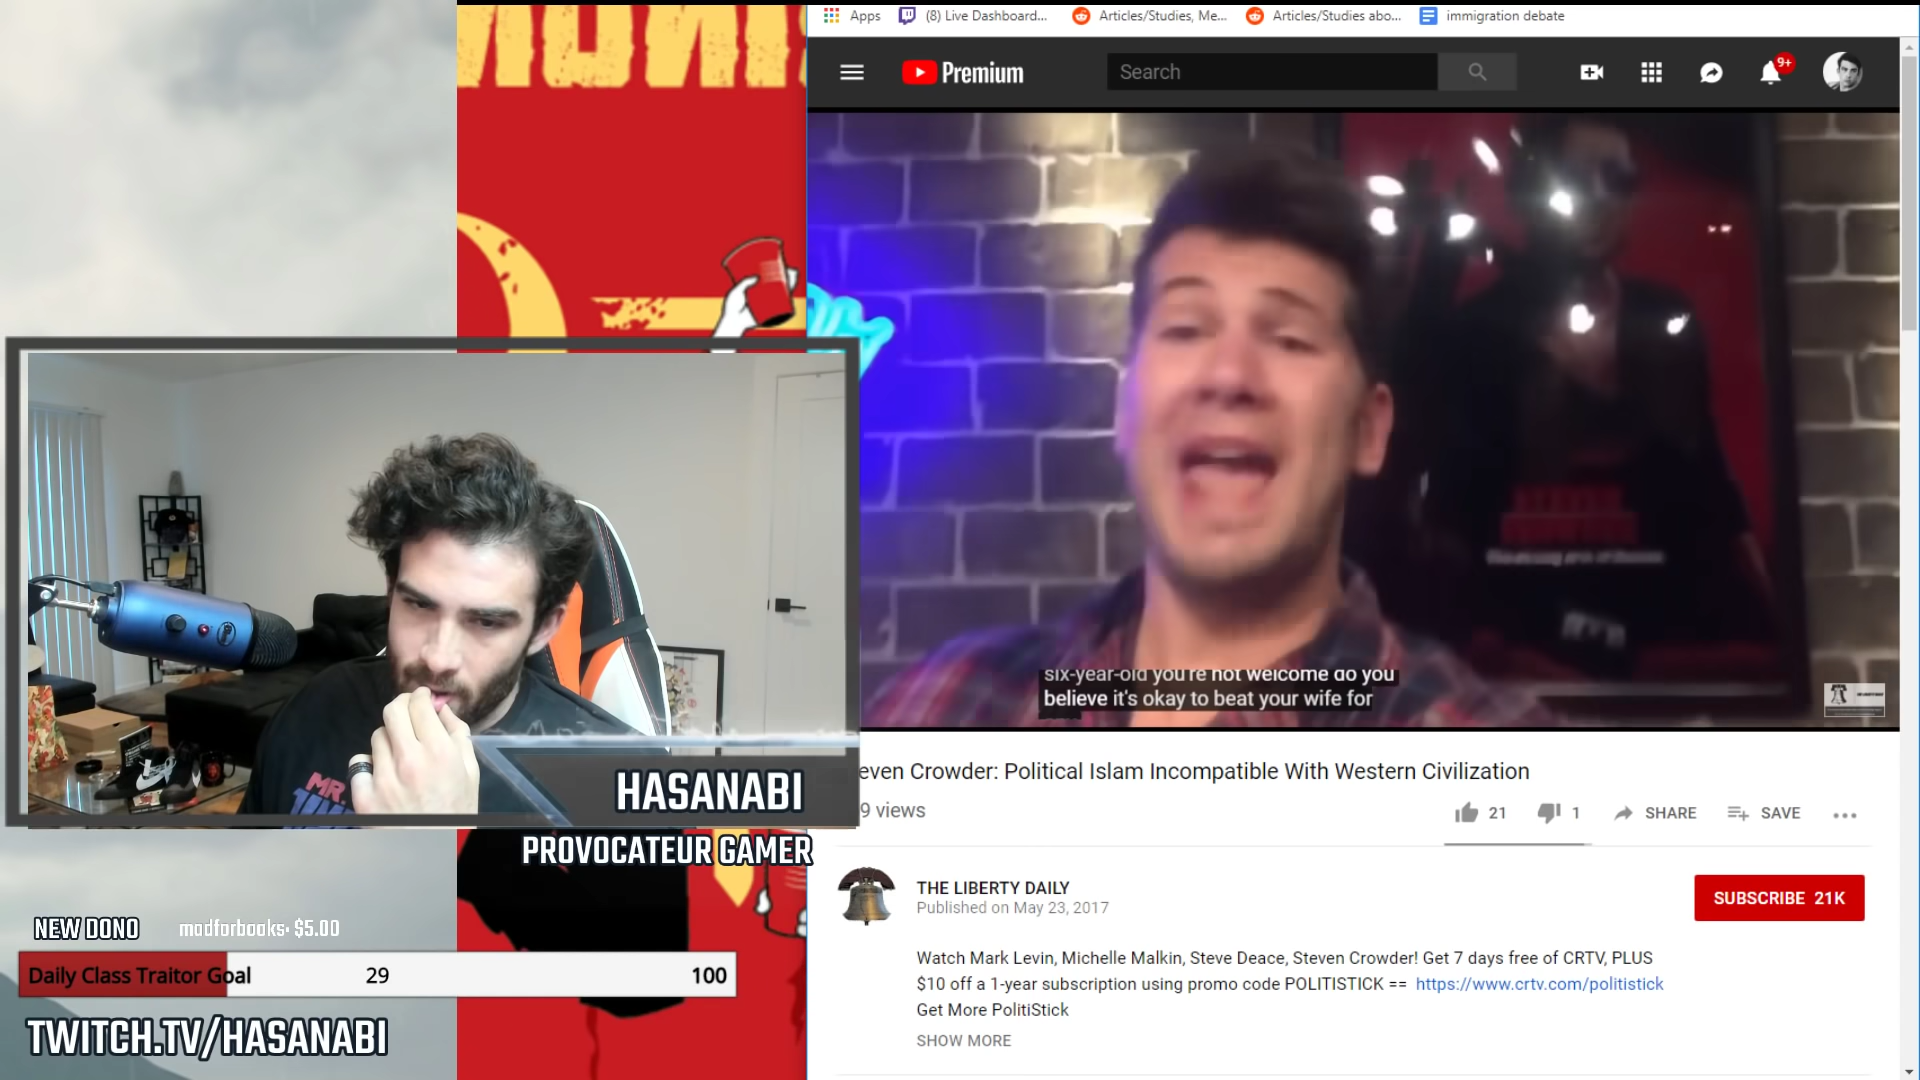 Apps
(8) Live Dashboard...
Articles/Studies, Me...
Articles/Studies abo...
immigration debate
Premium
Search
9+
six-year-old you're not welcome do you
believe it's okay to beat your wife for
even Crowder: Political Islam Incompatible With Western Civilization
9 views
21
1
SHARE
SAVE
THE LIBERTY DAILY
Published on May 23, 2017
SUBSCRIBE 21K
Watch Mark Levin, Michelle Malkin, Steve Deace, Steven Crowder! Get 7 days free of CRTV, PLUS
$10 off a 1-year subscription using promo code POLITISTICK == https://www.crtv.com/politistick
Get More PolitiStick
SHOW MORE
MR.
HASANABI
PROVOCATEUR GAMER
NEW DONO
madforbooks: $5.00
Daily Class Traitor Goal
29
100
TWITCH.TV/HASANABI